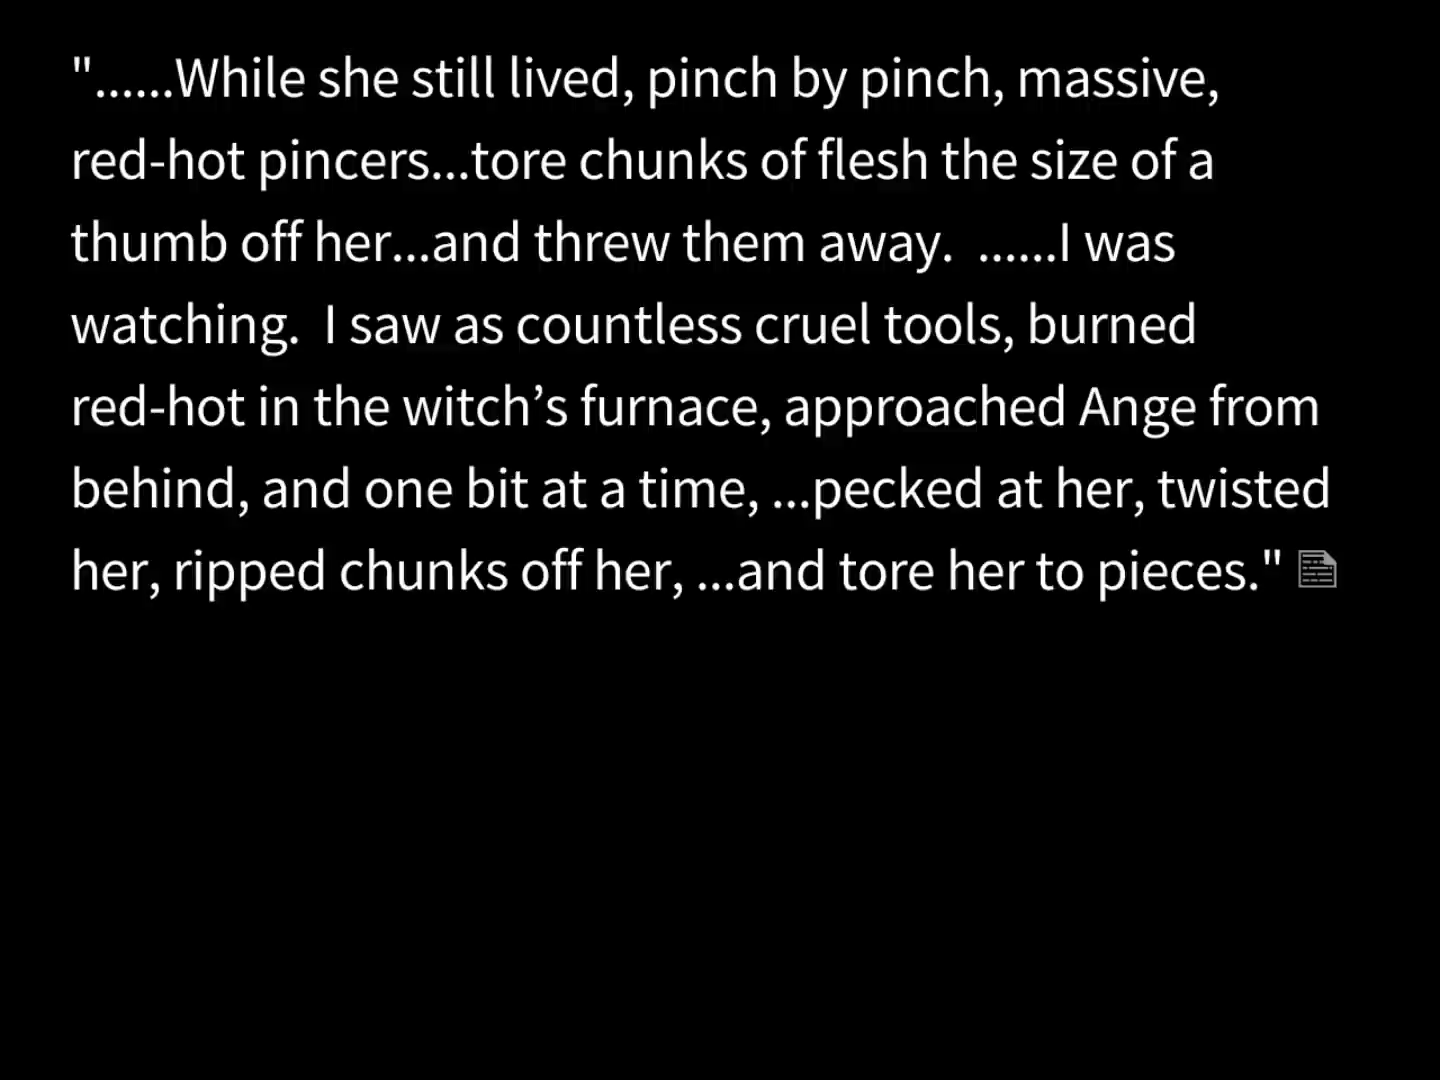 "......While she still lived, pinch by pinch, massive,
red-hot pincers...tore chunks of flesh the size of a
thumb off her...and threw them away.  ......I was
watching.  I saw as countless cruel tools, burned
red-hot in the witch’s furnace, approached Ange from
behind, and one bit at a time, ...pecked at her, twisted
her, ripped chunks off her, ...and tore her to pieces."